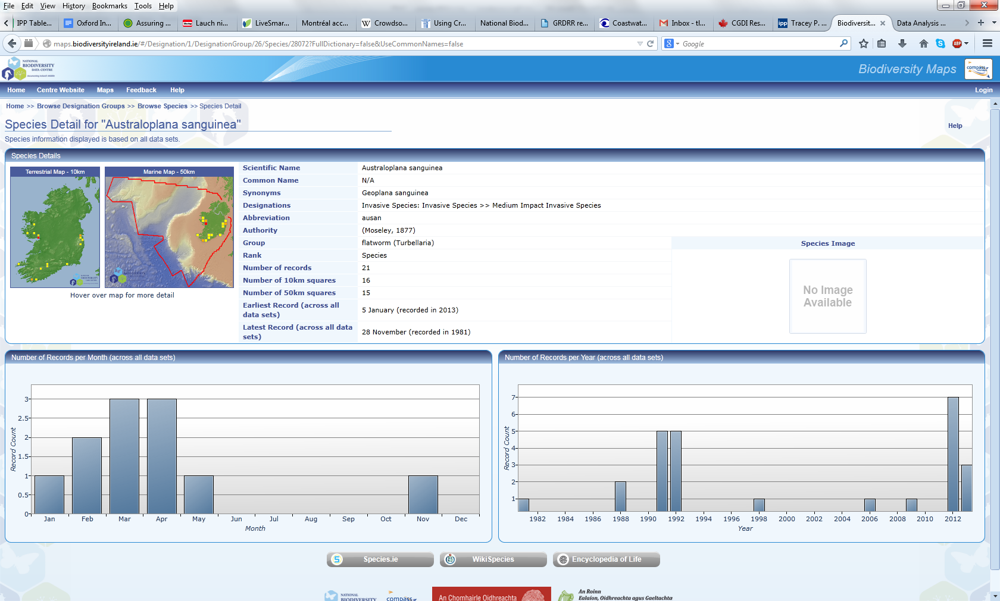 File Edit View History Bookmarks Tools Help
IPP Table... Oxford In... Assuring ... Lauch ni... LiveSmar... Montréal acc... Crowdso... Using Cr... National Biod... GRDRR re... Coastwat... Inbox - tl... CGDI Res... Tracey P. ... Biodiversit... Data Analysis ...
maps.biodiversityireland.ie/#/Designation/1/DesignationGroup/26/Species/28072?FullDictionary=false&UseCommonNames=false
Google
ABP
NATIONAL
BIODIVERSITY
DATA CENTRE
Documenting Ireland's Wildlife
Biodiversity Maps
compass
Home Centre Website Maps Feedback Help Login
Home >> Browse Designation Groups >> Browse Species >> Species Detail
Species Detail for "Australoplana sanguinea"
Help
Species information displayed is based on all data sets.
Species Details
Terrestrial Map - 10km
Marine Map - 50km
Hover over map for more detail
Scientific Name Australoplana sanguinea
Common Name N/A
Synonyms Geoplana sanguinea
Designations Invasive Species: Invasive Species >> Medium Impact Invasive Species
Abbreviation ausan
Authority (Moseley, 1877)
Group flatworm (Turbellaria)
Rank Species
Number of records 21
Number of 10km squares 16
Number of 50km squares 15
Earliest Record (across all
data sets)
5 January (recorded in 2013)
Latest Record (across all data
sets)
28 November (recorded in 1981)
Species Image
No Image
Available
Number of Records per Month (across all data sets)
3
2.5
2
1.5
1
0.5
0
Record Count
Jan Feb Mar Apr May Jun Jul Aug Sep Oct Nov Dec
Month
Number of Records per Year (across all data sets)
7
6
5
4
3
2
1
Record Count
1982 1984 1986 1988 1990 1992 1994 1996 1998 2000 2002 2004 2006 2008 2010 2012
Year
Species.ie
WikiSpecies
Encyclopedia of Life
NATIONAL
BIODIVERSITY
compass
An Chomhairle Oidhreachta
An Roinn
Ealaíon, Oidhreachta agus Gaeltachta